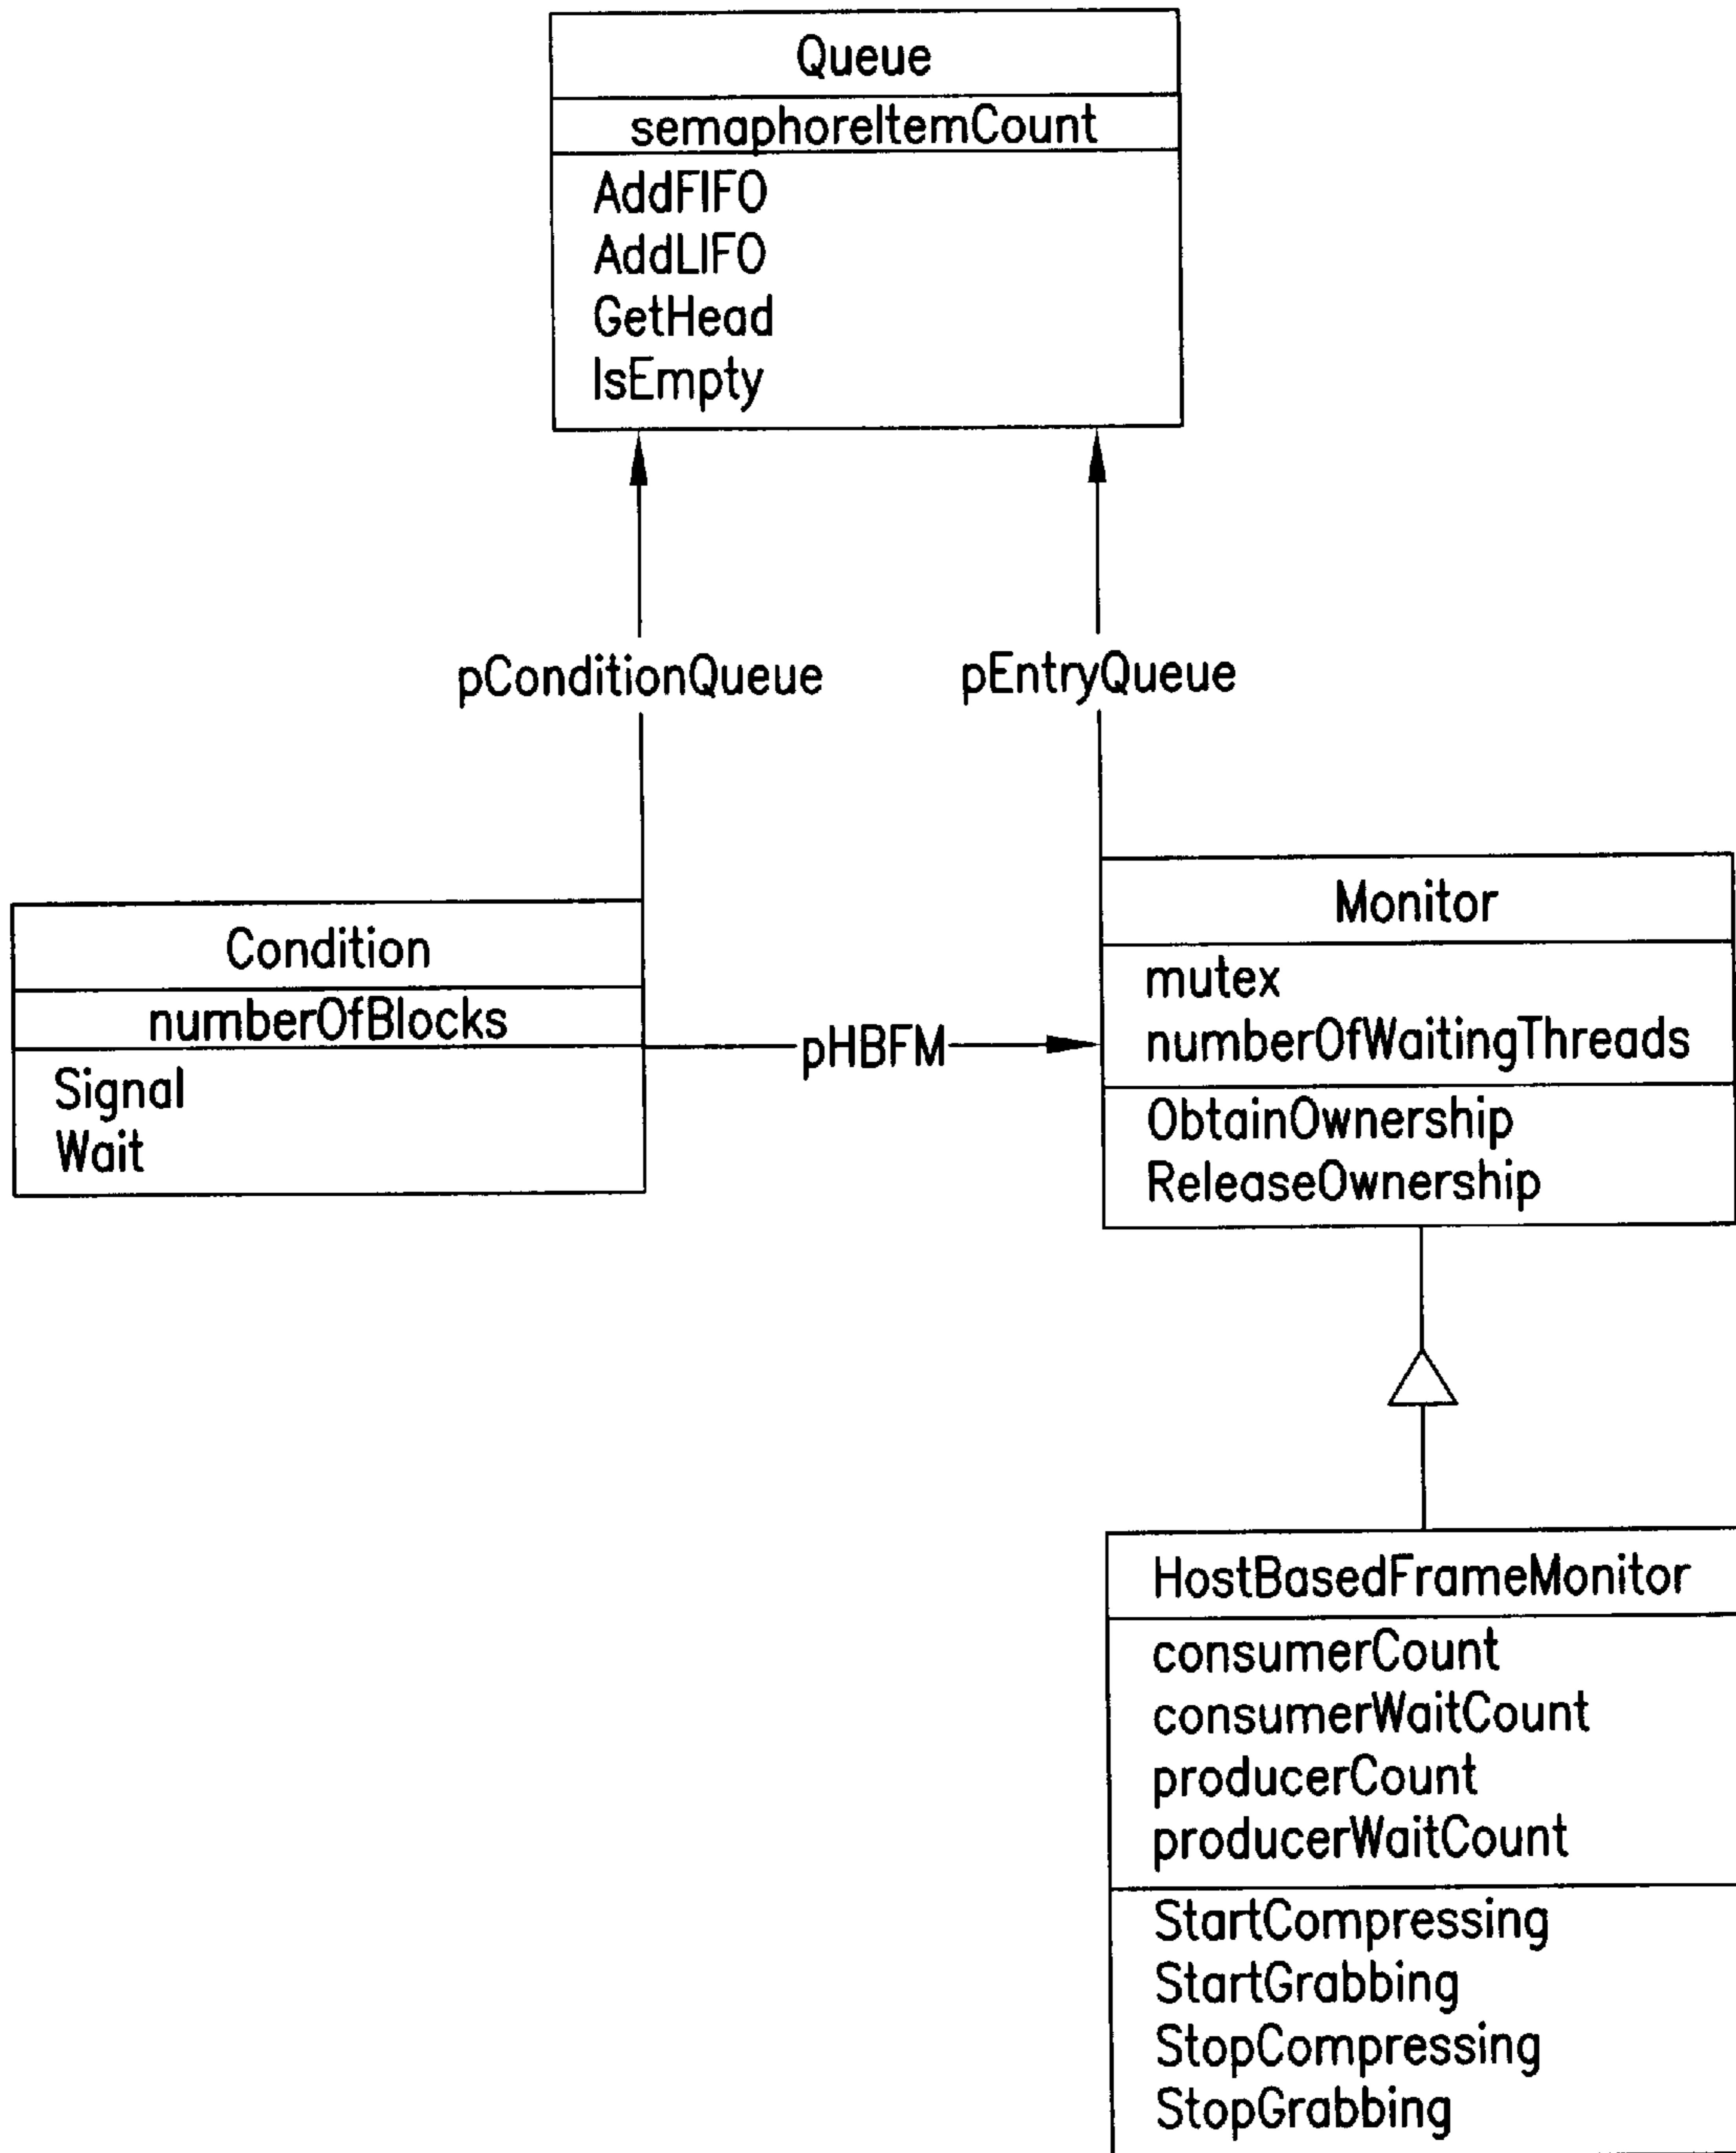 Queue
semaphoreItemCount
AddFIFO
AddLIFO
GetHead
IsEmpty
pConditionQueue
pEntryQueue
Condition
numberOfBlocks
Signal
Wait
pHBFM
Monitor
mutex
numberOfWaitingThreads
ObtainOwnership
ReleaseOwnership
HostBasedFrameMonitor
consumerCount
consumerWaitCount
producerCount
producerWaitCount
StartCompressing
StartGrabbing
StopCompressing
StopGrabbing